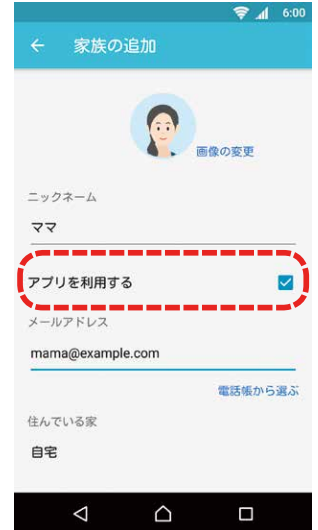 6:00
家族の追加
画像の変更
ニックネーム
ママ
アプリを利用する
メールアドレス
mama@example.com
電話帳から選ぶ
住んでいる家
自宅